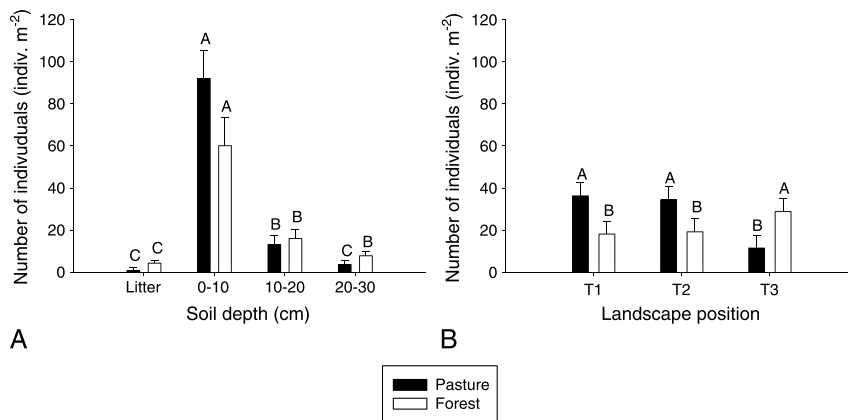 120
100
80
60
40
20
0
Number of indivuduals (indiv. m-2)
A
A
B
B
C
C
C
B
Litter
0-10
10-20
20-30
Soil depth (cm)
A
120
100
80
60
40
20
0
Number of individuals (indiv. m-2)
A
B
A
B
B
A
T1
T2
T3
Landscape position
B
Pasture
Forest